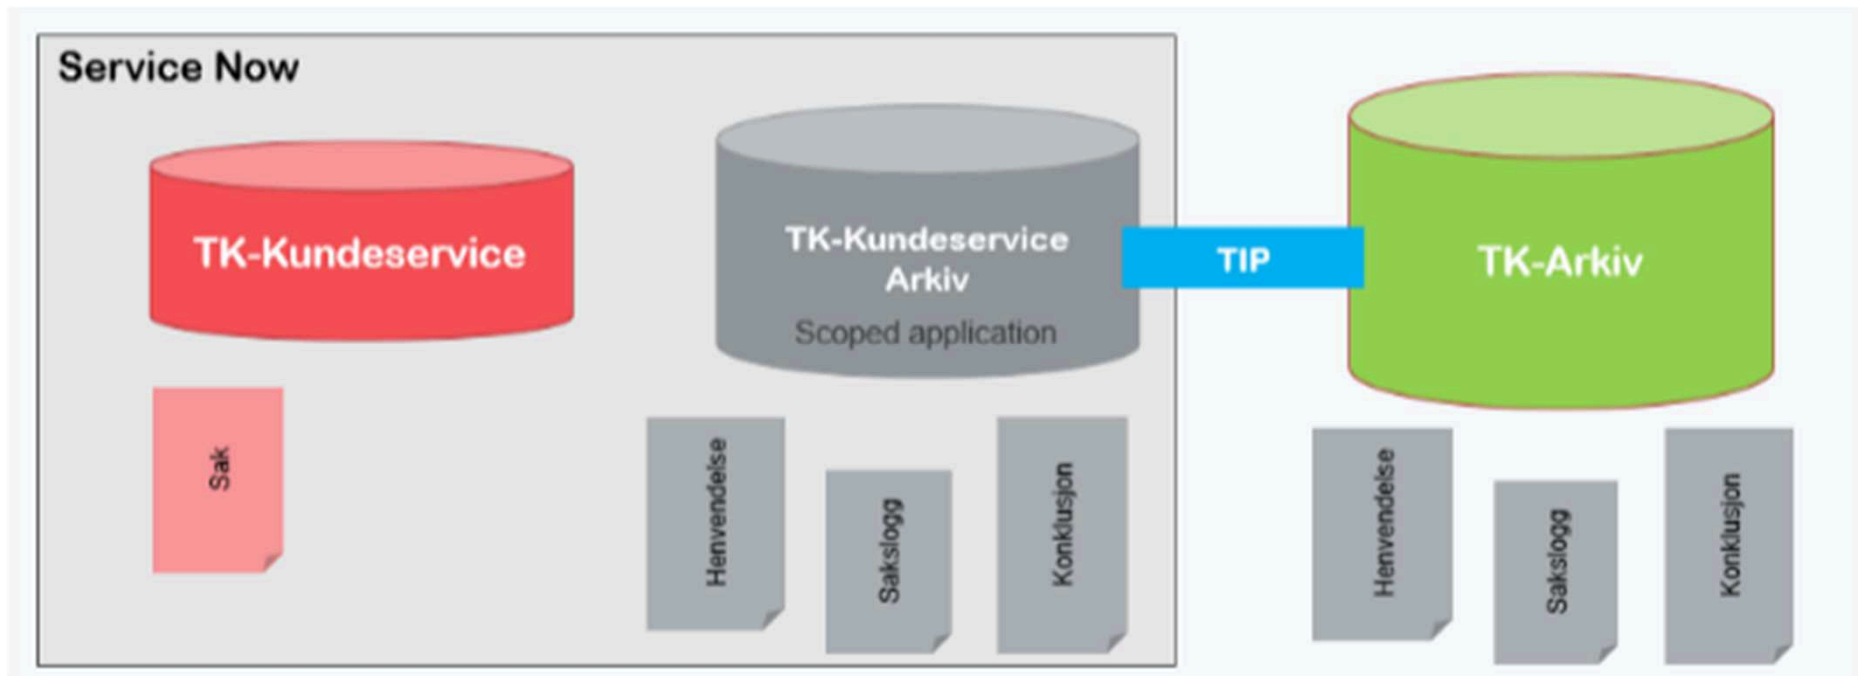 Service Now
TK-Kundeservice
TK-Kundeservice
Arkiv
Scoped application
TIP
TK-Arkiv
Sak
Henvendelse
Sakslogg
Konklusjon
Henvendelse
Sakslogg
Konklusjon